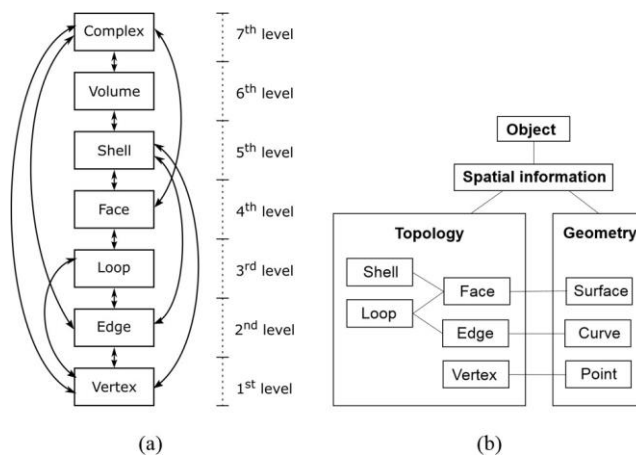 Complex
7th level
Volume
6th level
Shell
5th level
Face
4th level
Loop
3rd level
Edge
2nd level
Vertex
1st level
(a)
Object
Spatial information
Topology
Geometry
Shell
Face
Surface
Loop
Edge
Curve
Vertex
Point
(b)